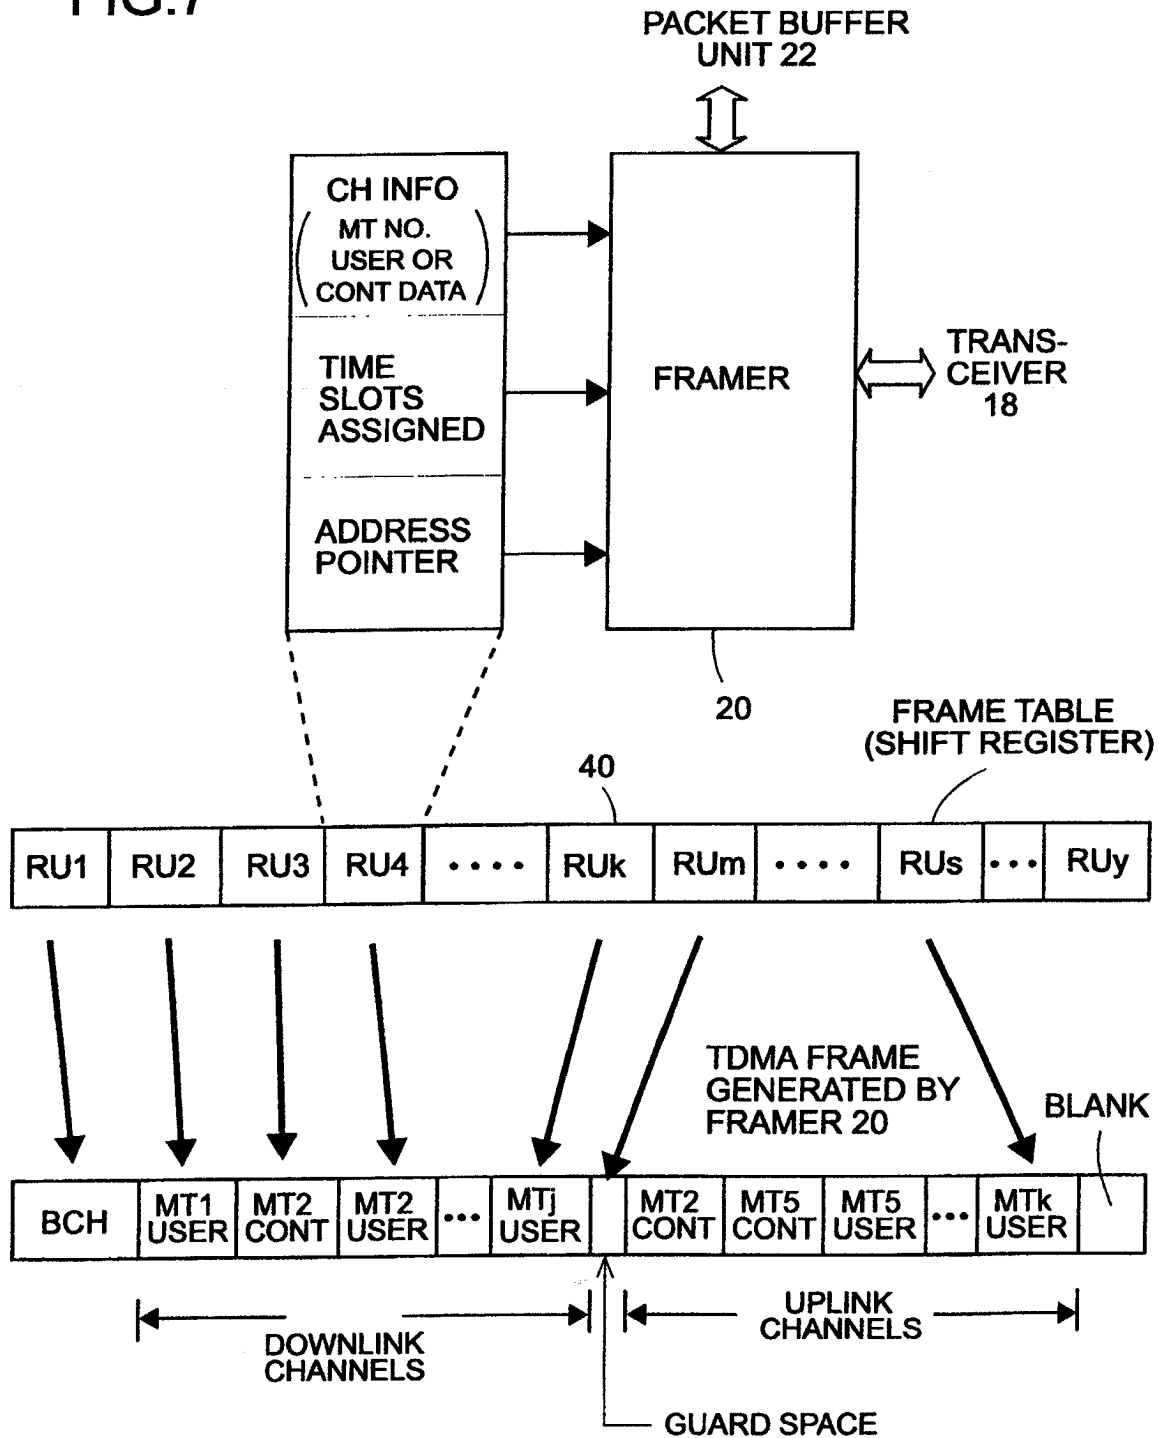 FIG.7
PACKET BUFFER
UNIT 22
CH INFO
MT NO.
USER OR
CONT DATA
TIME
SLOTS
ASSIGNED
ADDRESS
POINTER
FRAMER
TRANS-
CEIVER
18
20
FRAME TABLE
(SHIFT REGISTER)
40
RU1 RU2 RU3 RU4 •••• RUk RUm •••• RUs ••• RUy
TDMA FRAME
GENERATED BY
FRAMER 20
BLANK
BCH
MT1
USER
MT2
CONT
MT2
USER
•••
MTj
USER
MT2
CONT
MT5
CONT
MT5
USER
•••
MTk
USER
DOWNLINK
CHANNELS
UPLINK
CHANNELS
GUARD SPACE